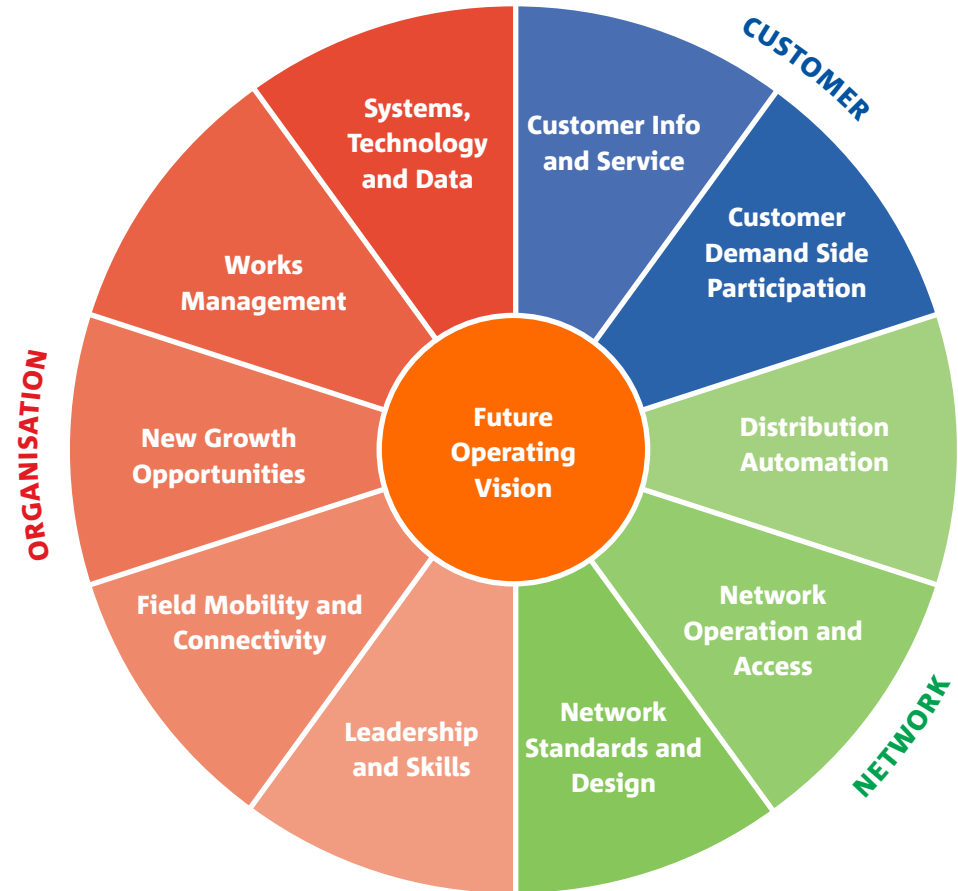 CUSTOMER
Customer Info
and Service
Customer
Demand Side
Participation
Distribution
Automation
Network
Operation and
Access
Network
Standards and
Design
NETWORK
Leadership
and Skills
Field Mobility and
Connectivity
New Growth
Opportunities
Works
Management
Systems,
Technology
and Data
ORGANISATION
Future
Operating
Vision